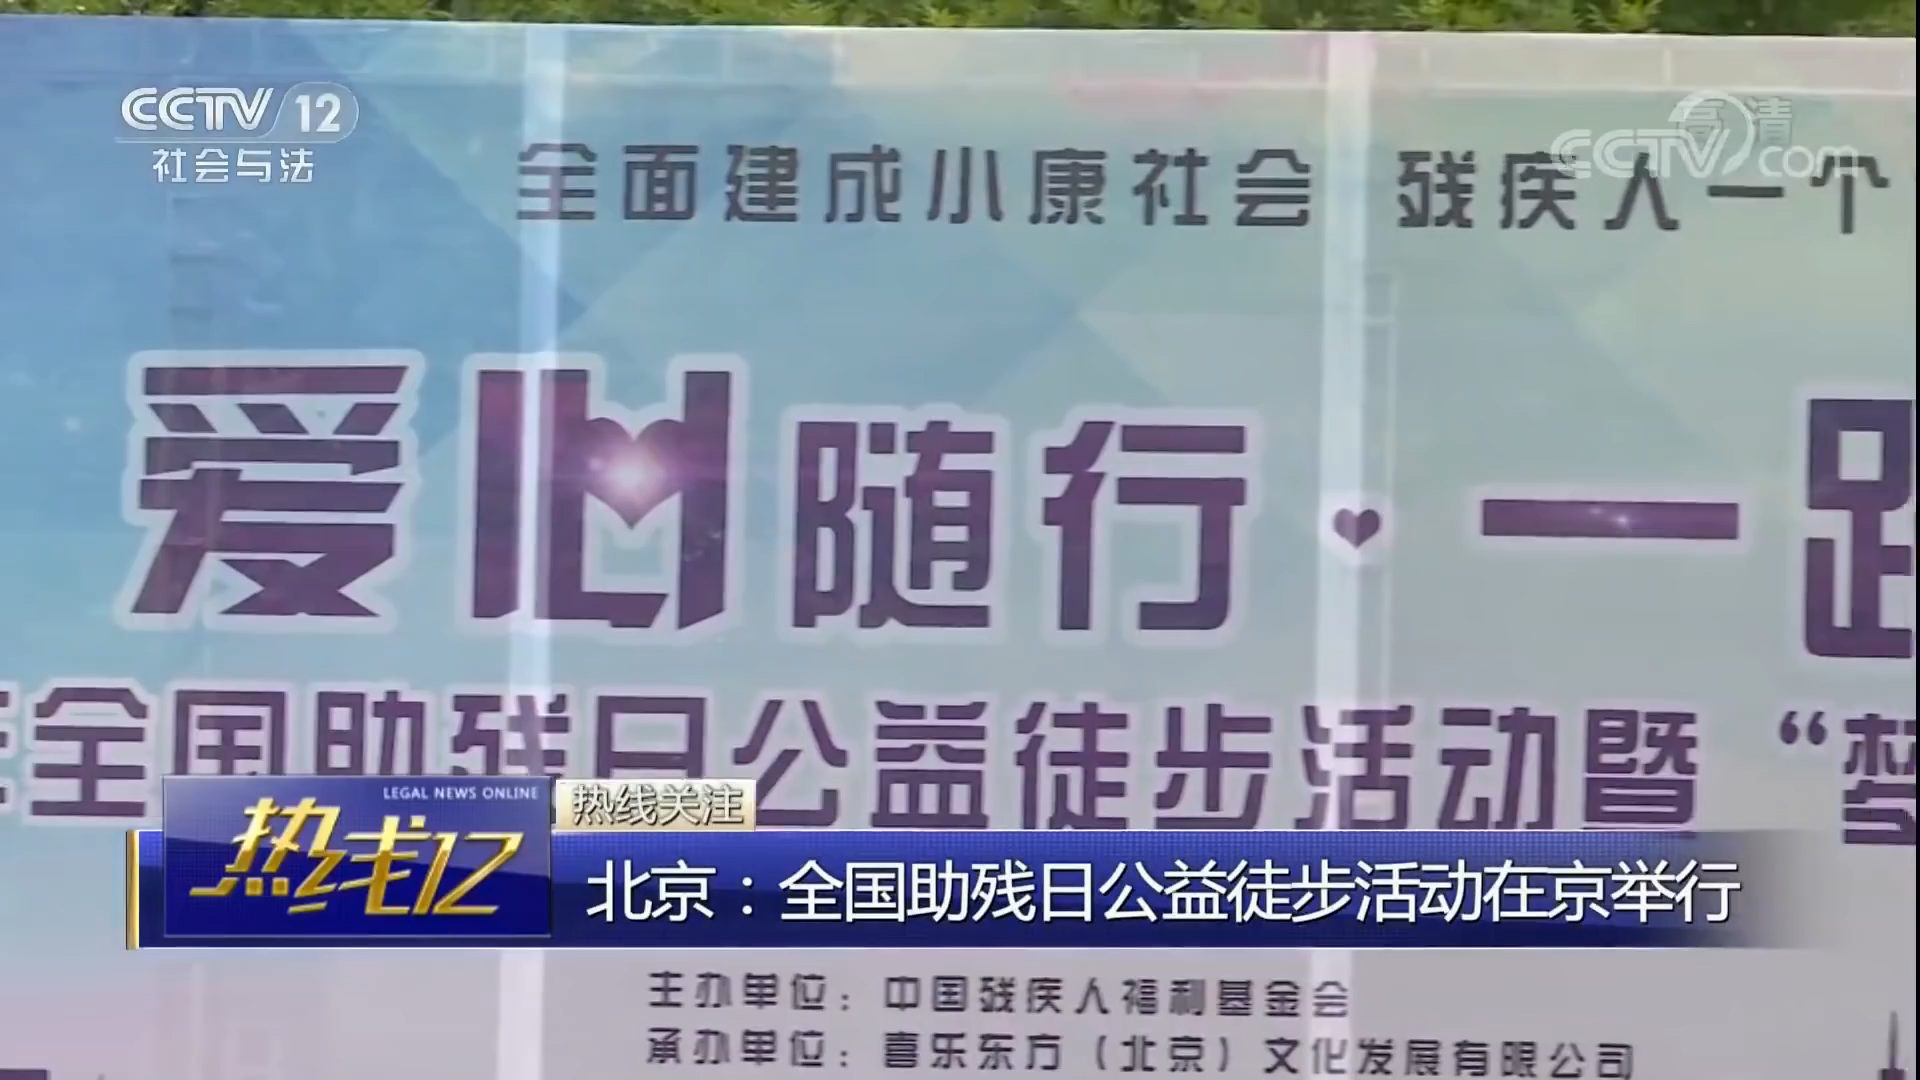 CCTV 12
社会与法
高清
CCTV.com
全面建成小康社会 残疾人一个
爱心随行·一
全国助残日公益徒步活动暨“梦
LEGAL NEWS ONLINE
热线关注
热线12
北京：全国助残日公益徒步活动在京举行
主办单位：中国残疾人福利基金会
承办单位：喜乐东方（北京）文化发展有限公司